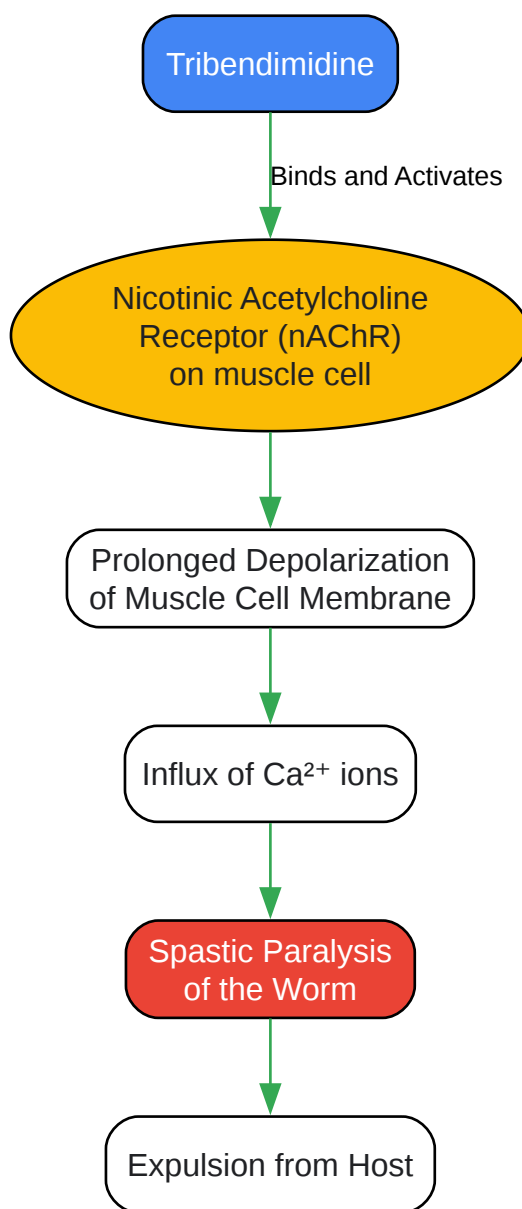 Tribendimidine
Binds and Activates
Nicotinic Acetylcholine
Receptor (nAChR)
on muscle cell
Prolonged Depolarization
of Muscle Cell Membrane
Influx of Ca²⁺ ions
Spastic Paralysis
of the Worm
Expulsion from Host